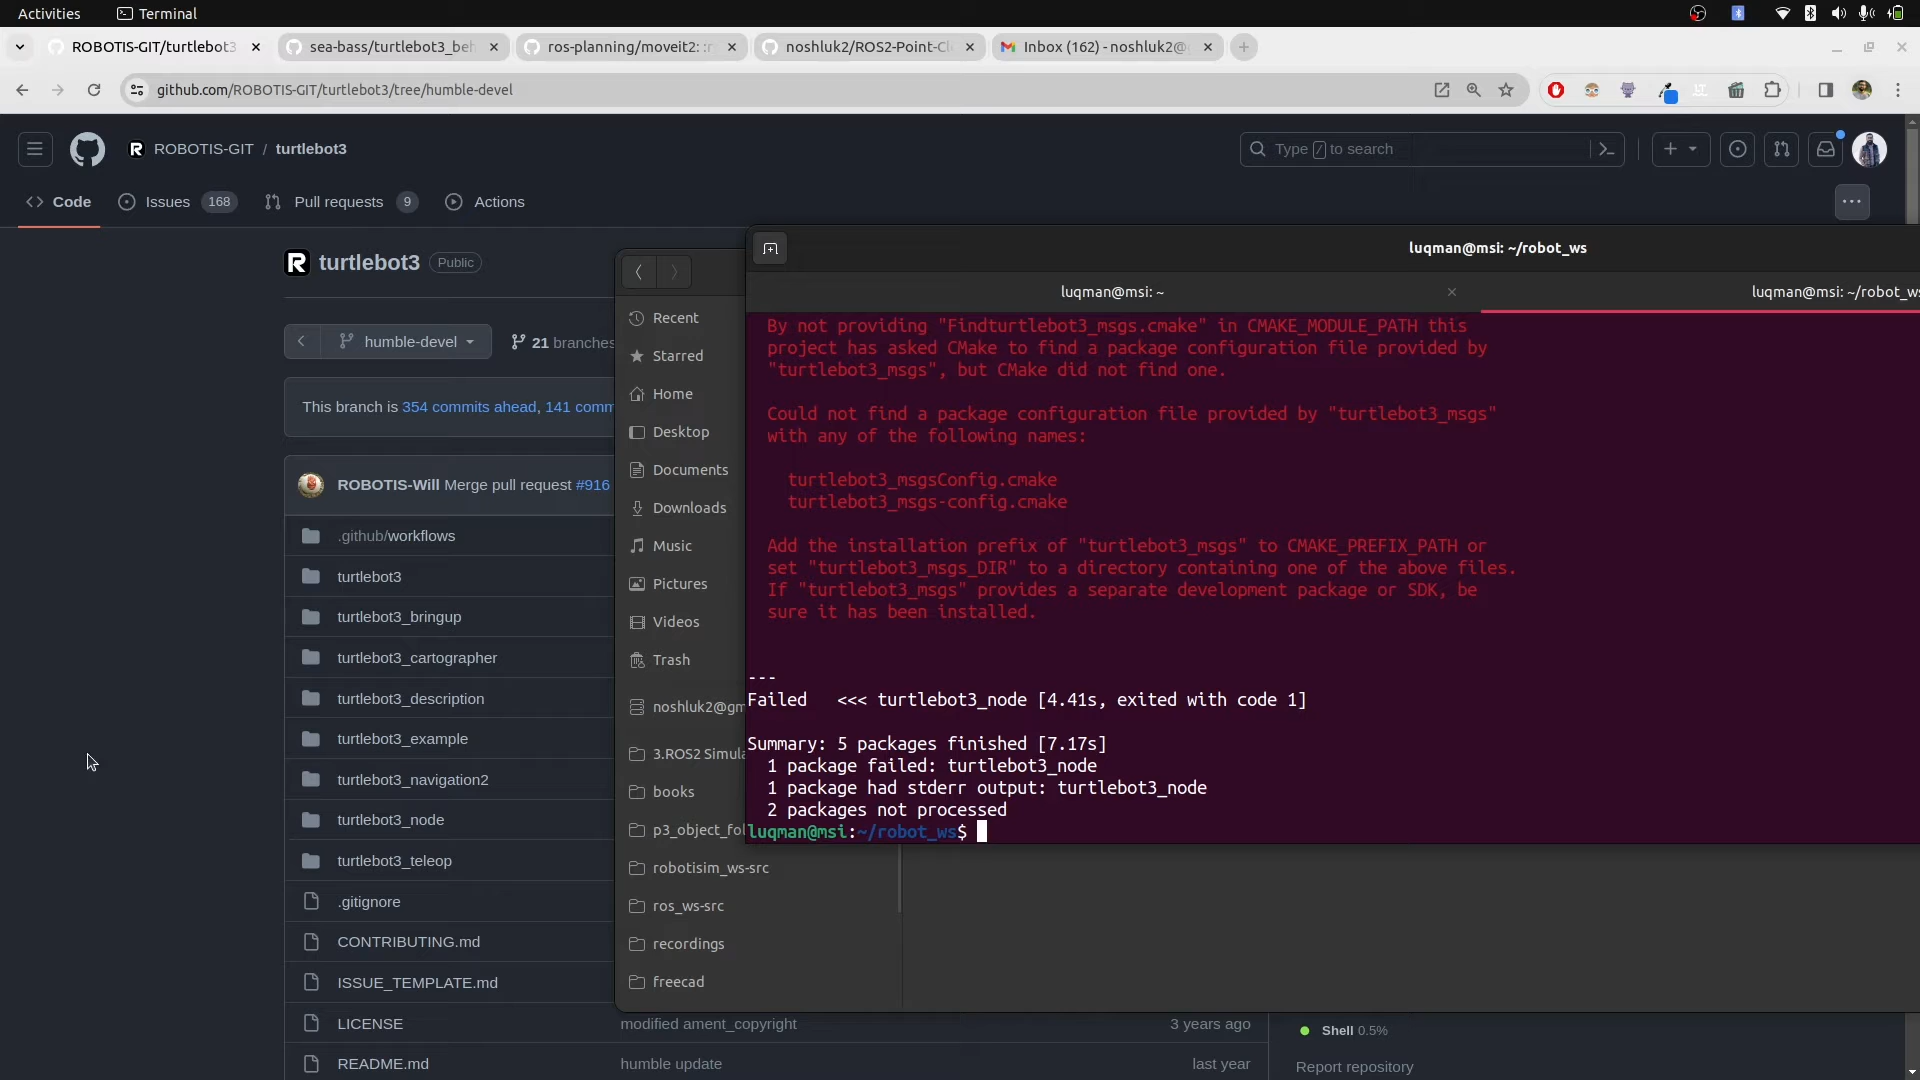 Activities
Terminal
ROBOTIS-GIT/turtlebot3
sea-bass/turtlebot3_beh
ros-planning/moveit2: :r
noshluk2/ROS2-Point-Cl
Inbox (162) - noshluk2@g
github.com/ROBOTIS-GIT/turtlebot3/tree/humble-devel
ROBOTIS-GIT / turtlebot3
Type / to search
Code
Issues 168
Pull requests 9
Actions
turtlebot3 Public
humble-devel
21 branches
This branch is 354 commits ahead, 141 comm
ROBOTIS-Will Merge pull request #916
.github/workflows
turtlebot3
turtlebot3_bringup
turtlebot3_cartographer
turtlebot3_description
turtlebot3_example
turtlebot3_navigation2
turtlebot3_node
turtlebot3_teleop
.gitignore
CONTRIBUTING.md
ISSUE_TEMPLATE.md
LICENSE modified ament_copyright 3 years ago
README.md humble update last year
Shell 0.5%
Report repository
Recent
Starred
Home
Desktop
Documents
Downloads
Music
Pictures
Videos
Trash
noshluk2@gm
3.ROS2 Simula
books
p3_object_fol
robotisim_ws-src
ros_ws-src
recordings
freecad
luqman@msi: ~/robot_ws
luqman@msi: ~
luqman@msi: ~/robot_ws
By not providing "Findturtlebot3_msgs.cmake" in CMAKE_MODULE_PATH this
project has asked CMake to find a package configuration file provided by
"turtlebot3_msgs", but CMake did not find one.
Could not find a package configuration file provided by "turtlebot3_msgs"
with any of the following names:
turtlebot3_msgsConfig.cmake
turtlebot3_msgs-config.cmake
Add the installation prefix of "turtlebot3_msgs" to CMAKE_PREFIX_PATH or
set "turtlebot3_msgs_DIR" to a directory containing one of the above files.
If "turtlebot3_msgs" provides a separate development package or SDK, be
sure it has been installed.
---
Failed   <<< turtlebot3_node [4.41s, exited with code 1]
Summary: 5 packages finished [7.17s]
1 package failed: turtlebot3_node
1 package had stderr output: turtlebot3_node
2 packages not processed
luqman@msi:~/robot_ws$